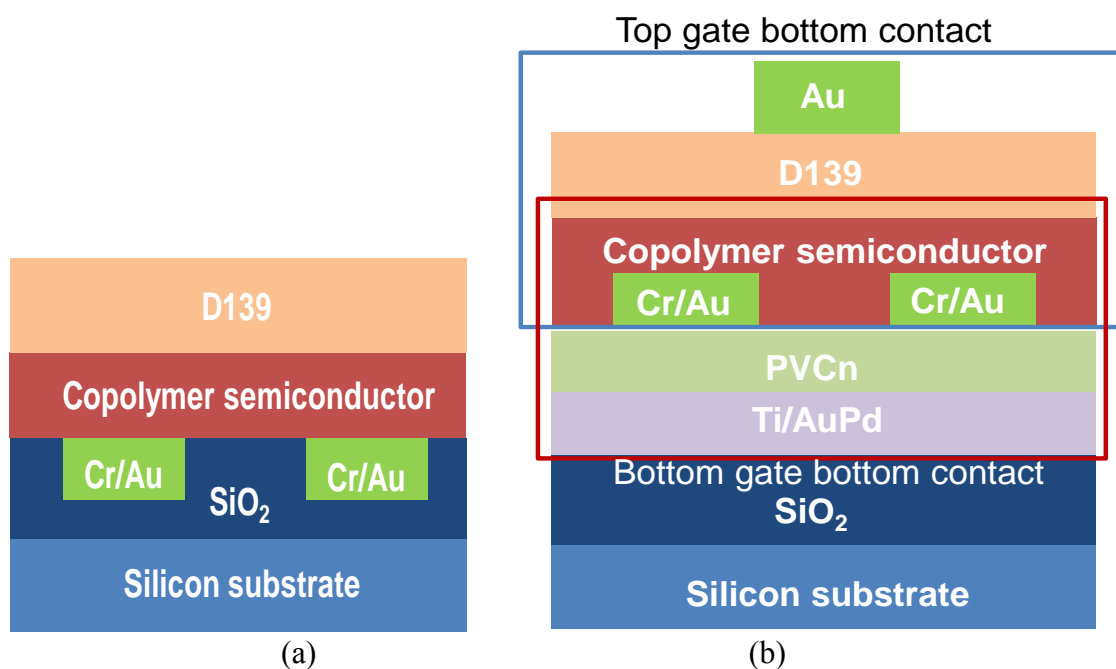 D139
Copolymer semiconductor
Cr/Au Cr/Au
SiO₂
Silicon substrate
(a)
Top gate bottom contact
Au
D139
Copolymer semiconductor
Cr/Au Cr/Au
PVCn
Ti/AuPd
Bottom gate bottom contact
SiO₂
Silicon substrate
(b)